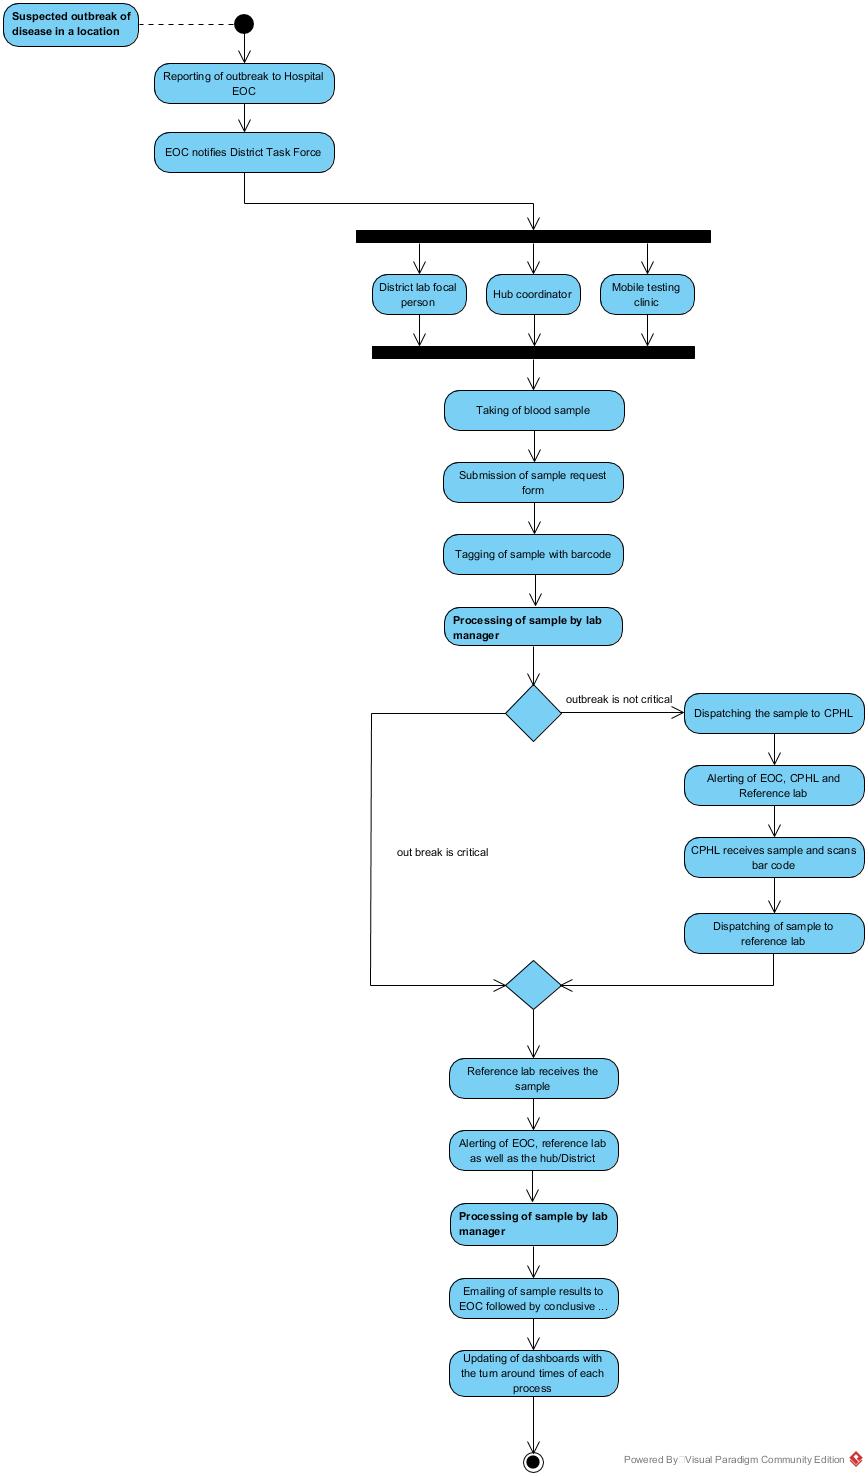 Suspected outbreak of
disease in a location
Reporting of outbreak to Hospital
EOC
EOC notifies District Task Force
District lab focal
person
Hub coordinator
Mobile testing
clinic
Taking of blood sample
Submission of sample request
form
Tagging of sample with barcode
Processing of sample by lab
manager
outbreak is not critical
Dispatching the sample to CPHL
Alerting of EOC, CPHL and
Reference lab
out break is critical
CPHL receives sample and scans
bar code
Dispatching of sample to
reference lab
Reference lab receives the
sample
Alerting of EOC, reference lab
as well as the hub/District
Processing of sample by lab
manager
Emailing of sample results to
EOC followed by conclusive ...
Updating of dashboards with
the turn around times of each
process
Powered By Visual Paradigm Community Edition